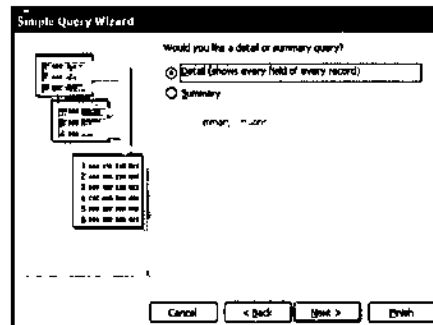 Simple Query Wizard
Would you like a detail or summary query?
Detail (shows every field of every record)
Summary
Cancel
< Back
Next >
Finish